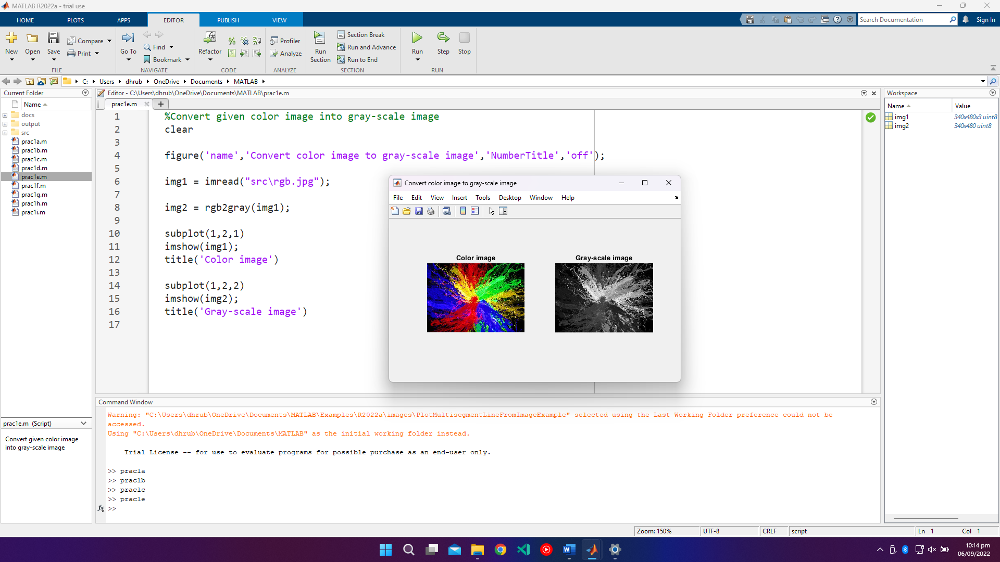 MATLAB R2022a - trial use
HOME PLOTS APPS EDITOR PUBLISH VIEW
Search Documentation
Sign In
New
Open
Save
Compare
Print
FILE
Go To
Find
Bookmark
NAVIGATE
Refactor
CODE
Profiler
Analyze
ANALYZE
Run
Section
Section Break
Run and Advance
Run to End
SECTION
Run
Step
Stop
RUN
C: Users dhrub OneDrive Documents MATLAB
Current Folder
Name
docs
output
src
prac1a.m
prac1b.m
prac1c.m
prac1d.m
prac1e.m
prac1f.m
prac1g.m
prac1h.m
prac1i.m
prac1e.m (Script)
Convert given color image
into gray-scale image
Editor - C:\Users\dhrub\OneDrive\Documents\MATLAB\prac1e.m
prac1e.m
1 %Convert given color image into gray-scale image
2 clear
3
4 figure('name','Convert color image to gray-scale image','NumberTitle','off');
5
6 img1 = imread("src\rgb.jpg");
7
8 img2 = rgb2gray(img1);
9
10 subplot(1,2,1)
11 imshow(img1);
12 title('Color image')
13
14 subplot(1,2,2)
15 imshow(img2);
16 title('Gray-scale image')
17
Convert color image to gray-scale image
File Edit View Insert Tools Desktop Window Help
Color image
Gray-scale image
Workspace
Name Value
img1 340x480x3 uint8
img2 340x480 uint8
Command Window
Warning: "C:\Users\dhrub\OneDrive\Documents\MATLAB\Examples\R2022a\images\PlotMultisegmentLineFromImageExample" selected using the Last Working Folder preference could not be
accessed.
Using "C:\Users\dhrub\OneDrive\Documents\MATLAB" as the initial working folder instead.
Trial License -- for use to evaluate programs for possible purchase as an end-user only.
>> prac1a
>> prac1b
>> prac1c
>> prac1e
fx >>
Zoom: 150% UTF-8 CRLF script Ln 1 Col 1
10:14 pm
06/09/2022